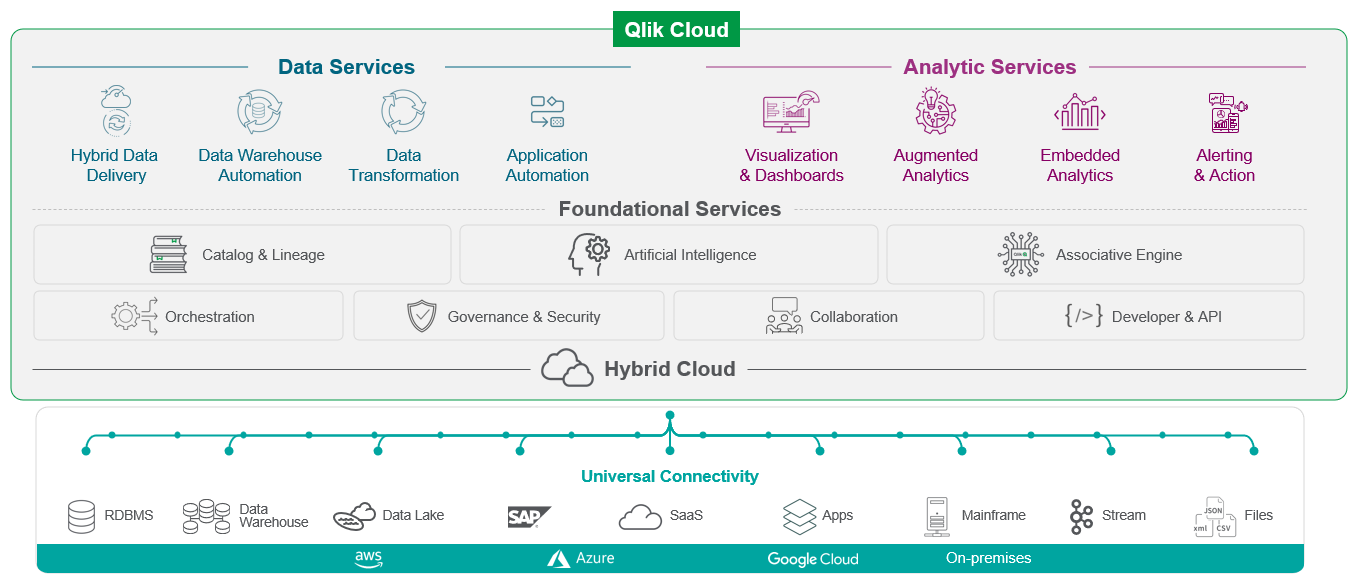 Qlik Cloud
Data Services
Analytic Services
Hybrid Data
Delivery
Data Warehouse
Automation
Data
Transformation
Application
Automation
Visualization
& Dashboards
Augmented
Analytics
Embedded
Analytics
Alerting
& Action
Foundational Services
Catalog & Lineage
Artificial Intelligence
Qlik
Associative Engine
Orchestration
Governance & Security
Collaboration
{</>}
Developer & API
Hybrid Cloud
Universal Connectivity
RDBMS
Data
Warehouse
Data Lake
SAP
SaaS
Apps
Mainframe
Stream
JSON
xml
CSV
Files
aws
Azure
Google Cloud
On-premises